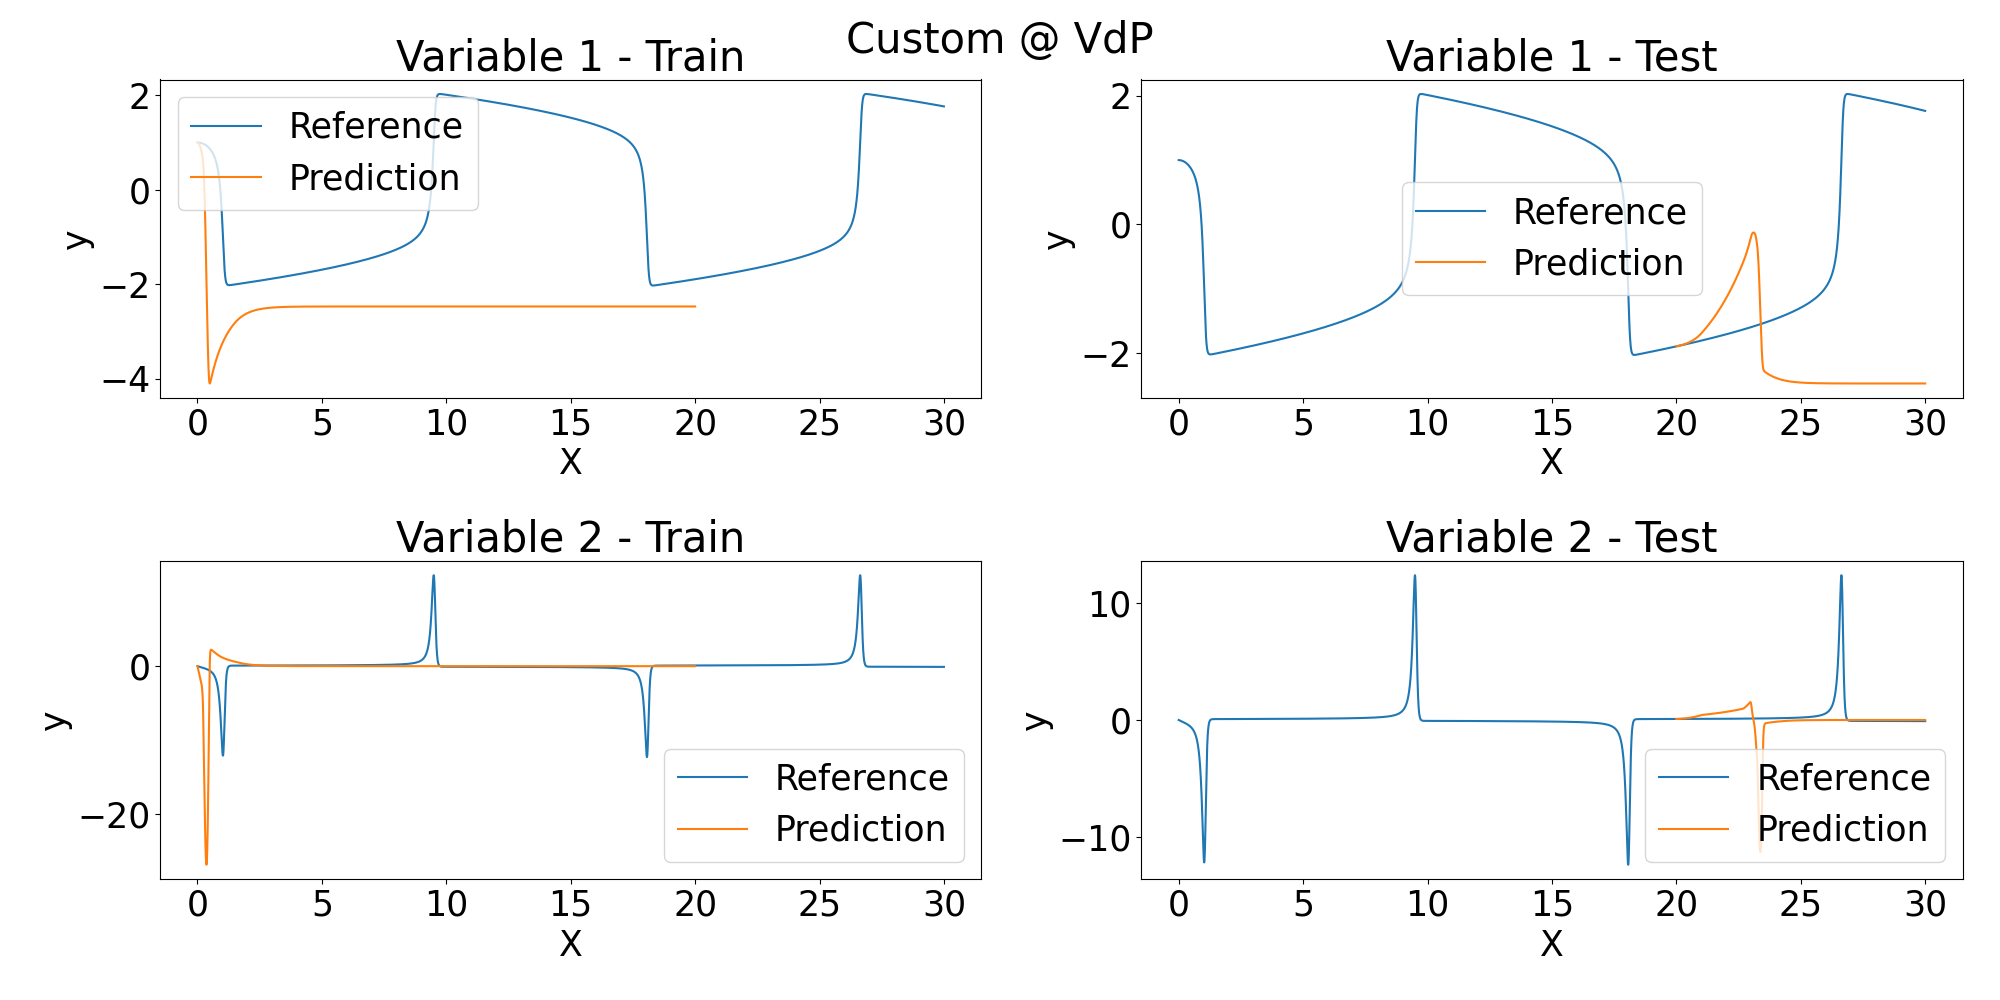 Custom @ VdP
Variable 1 - Train
2
0
−2
−4
y
Reference
Prediction
0 5 10 15 20 25 30
X
Variable 1 - Test
2
0
−2
y
Reference
Prediction
0 5 10 15 20 25 30
X
Variable 2 - Train
0
−20
y
Reference
Prediction
0 5 10 15 20 25 30
X
Variable 2 - Test
10
0
−10
y
Reference
Prediction
0 5 10 15 20 25 30
X